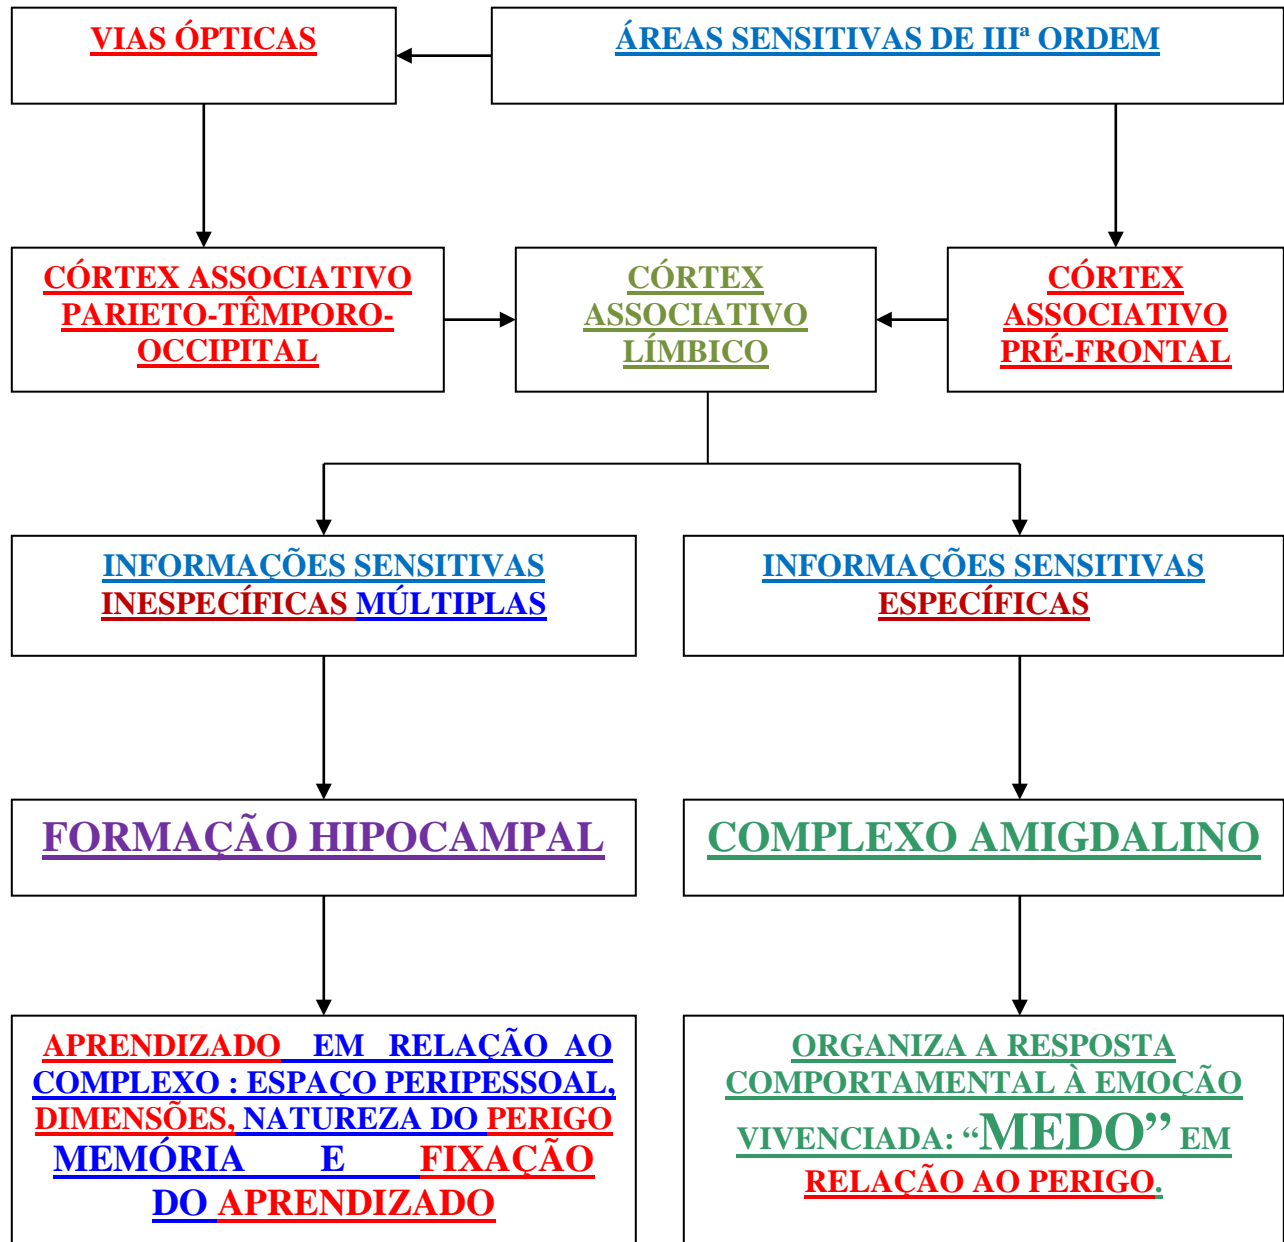 VIAS ÓPTICAS
ÁREAS SENSITIVAS DE IIIª ORDEM
CÓRTEX ASSOCIATIVO
PARIETO-TÊMPORO-
OCCIPITAL
CÓRTEX
ASSOCIATIVO
LÍMBICO
CÓRTEX
ASSOCIATIVO
PRÉ-FRONTAL
INFORMAÇÕES SENSITIVAS
INESPECÍFICAS MÚLTIPLAS
INFORMAÇÕES SENSITIVAS
ESPECÍFICAS
FORMAÇÃO HIPOCAMPAL
COMPLEXO AMIGDALINO
APRENDIZADO EM RELAÇÃO AO
COMPLEXO : ESPAÇO PERIPESSOAL,
DIMENSÕES, NATUREZA DO PERIGO
MEMÓRIA E FIXAÇÃO
DO APRENDIZADO
ORGANIZA A RESPOSTA
COMPORTAMENTAL À EMOÇÃO
VIVENCIADA: “MEDO” EM
RELAÇÃO AO PERIGO.